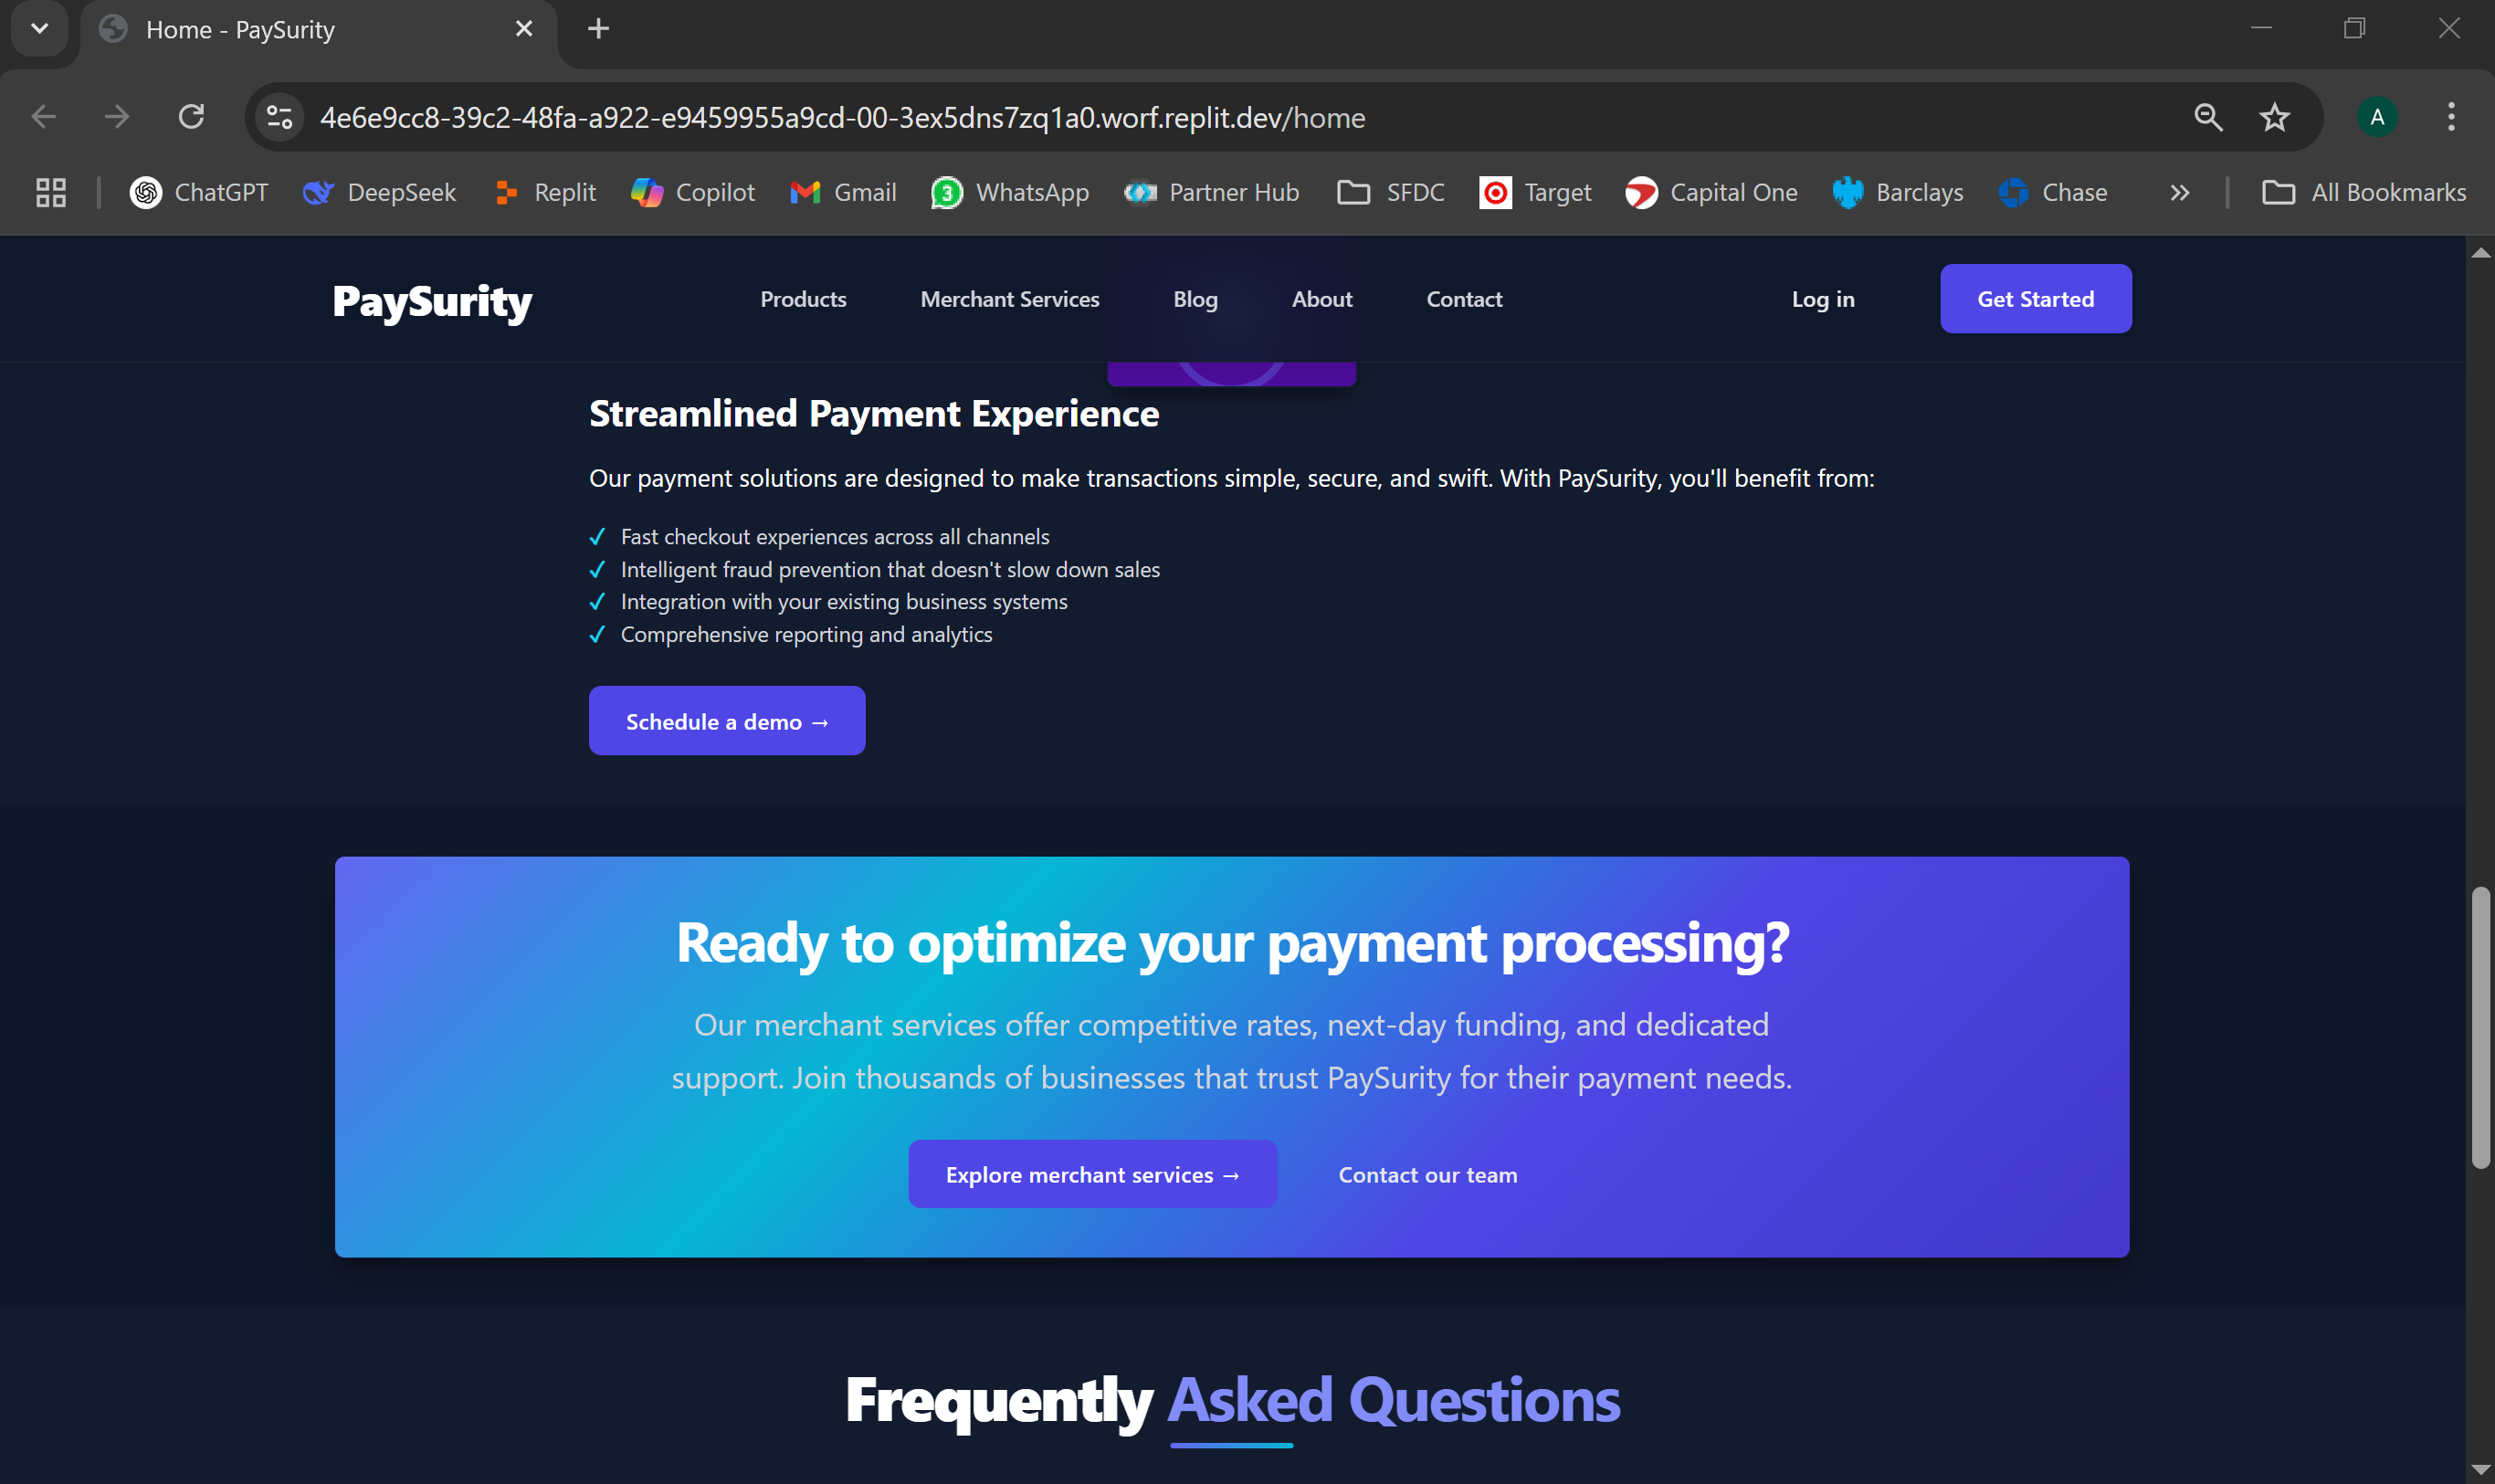 Home - PaySurity
4e6e9cc8-39c2-48fa-a922-e9459955a9cd-00-3ex5dns7zq1a0.worf.replit.dev/home
A
ChatGPT DeepSeek Replit Copilot Gmail 3 WhatsApp Partner Hub SFDC Target Capital One Barclays Chase All Bookmarks
PaySurity Products Merchant Services Blog About Contact Log in Get Started
Streamlined Payment Experience
Our payment solutions are designed to make transactions simple, secure, and swift. With PaySurity, you'll benefit from:
✓ Fast checkout experiences across all channels
✓ Intelligent fraud prevention that doesn't slow down sales
✓ Integration with your existing business systems
✓ Comprehensive reporting and analytics
Schedule a demo →
Ready to optimize your payment processing?
Our merchant services offer competitive rates, next-day funding, and dedicated
support. Join thousands of businesses that trust PaySurity for their payment needs.
Explore merchant services → Contact our team
Frequently Asked Questions